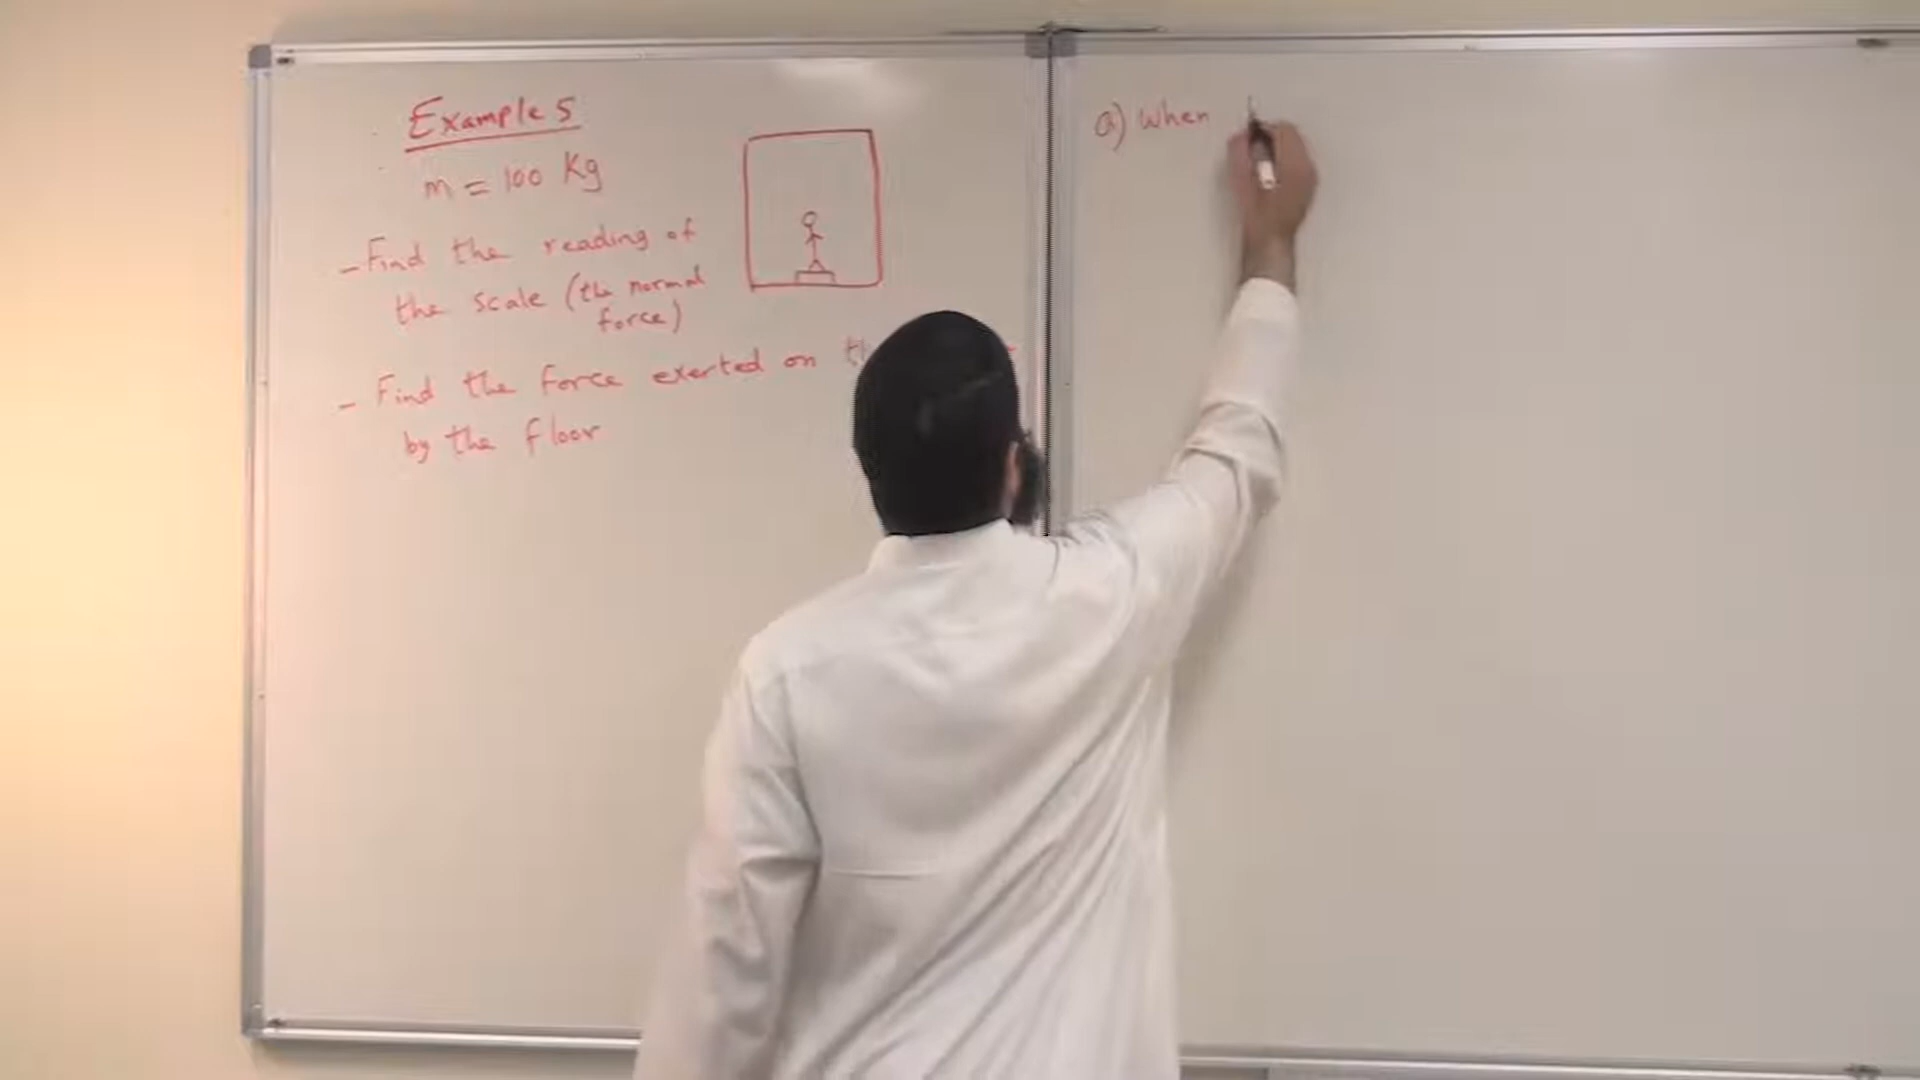 Example 5
m = 100 Kg
- Find the reading of
the scale (the normal
force)
- Find the force exerted on
by the floor
a) When